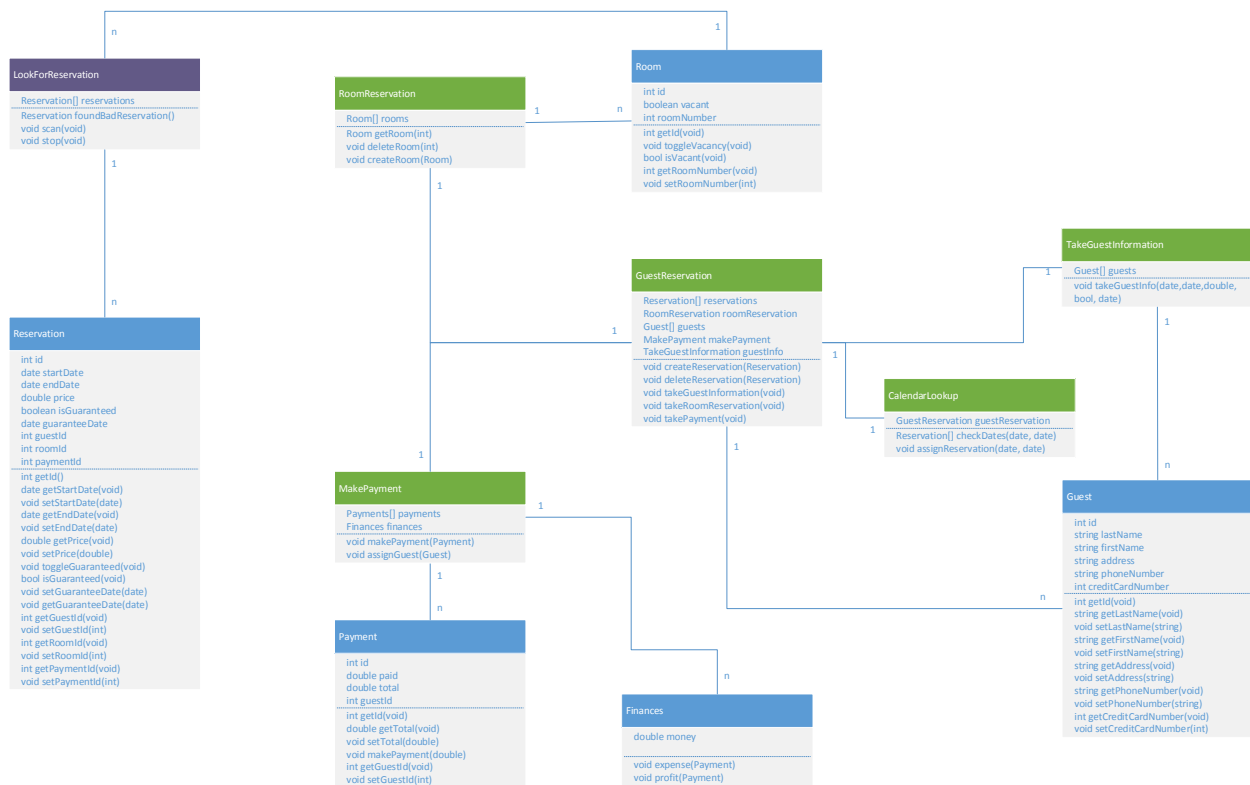 n
1
LookForReservation
Reservation[] reservations
Reservation foundBadReservation()
void scan(void)
void stop(void)
1
n
RoomReservation
Room[] rooms
Room getRoom(int)
void deleteRoom(int)
void createRoom(Room)
1
n
1
Room
int id
boolean vacant
int roomNumber
int getId(void)
void toggleVacancy(void)
bool isVacant(void)
int getRoomNumber(void)
void setRoomNumber(int)
Reservation
int id
date startDate
date endDate
double price
boolean isGuaranteed
date guaranteeDate
int guestId
int roomId
int paymentId
int getId()
date getStartDate(void)
void setStartDate(date)
date getEndDate(void)
void setEndDate(date)
double getPrice(void)
void setPrice(double)
void toggleGuaranteed(void)
bool isGuaranteed(void)
void setGuaranteeDate(date)
void getGuaranteeDate(date)
int getGuestId(void)
void setGuestId(int)
int getRoomId(void)
void setRoomId(int)
int getPaymentId(void)
void setPaymentId(int)
GuestReservation
Reservation[] reservations
RoomReservation roomReservation
Guest[] guests
MakePayment makePayment
TakeGuestInformation guestInfo
void createReservation(Reservation)
void deleteReservation(Reservation)
void takeGuestInformation(void)
void takeRoomReservation(void)
void takePayment(void)
1
1
1
1
TakeGuestInformation
Guest[] guests
void takeGuestInfo(date,date,double,
bool, date)
1
1
n
CalendarLookup
GuestReservation guestReservation
Reservation[] checkDates(date, date)
void assignReservation(date, date)
1
MakePayment
Payments[] payments
Finances finances
void makePayment(Payment)
void assignGuest(Guest)
1
1
n
n
Payment
int id
double paid
double total
int guestId
int getId(void)
double getTotal(void)
void setTotal(double)
void makePayment(double)
int getGuestId(void)
void setGuestId(int)
Finances
double money
void expense(Payment)
void profit(Payment)
n
Guest
int id
string lastName
string firstName
string address
string phoneNumber
int creditCardNumber
int getId(void)
string getLastName(void)
void setLastName(string)
string getFirstName(void)
void setFirstName(string)
string getAddress(void)
void setAddress(string)
string getPhoneNumber(void)
void setPhoneNumber(string)
int getCreditCardNumber(void)
void setCreditCardNumber(int)